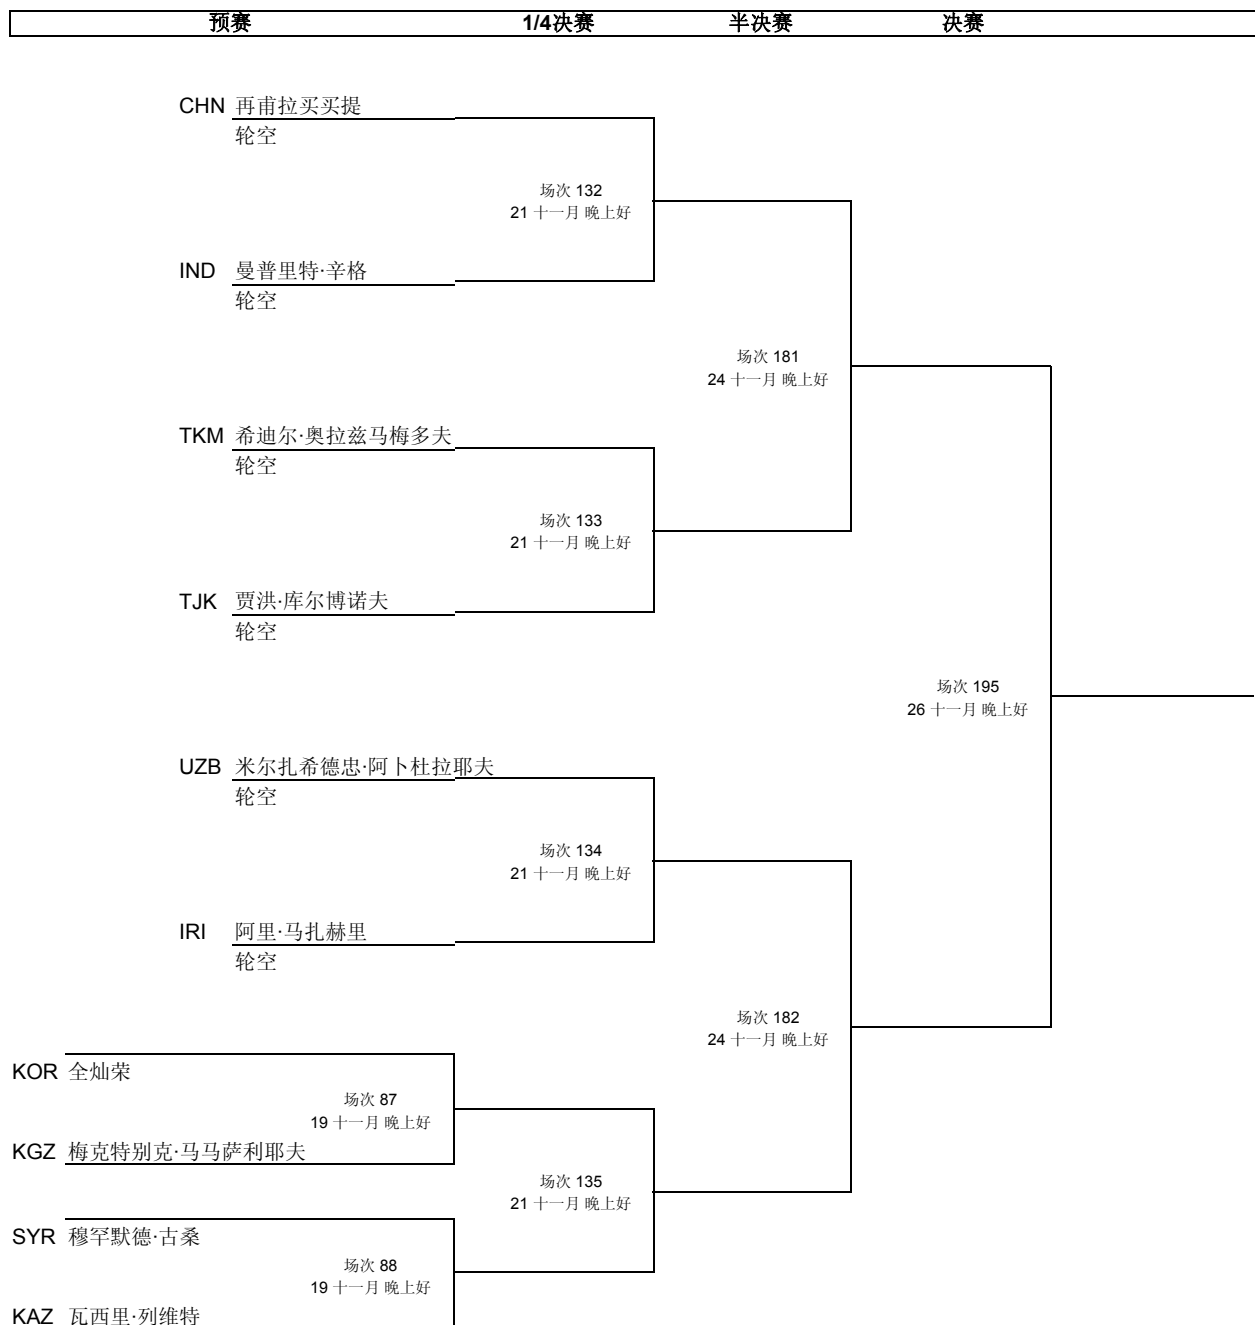 预赛 1/4决赛 半决赛 决赛
CHN 再甫拉买买提
轮空
场次 132
21 十一月 晚上好
IND 曼普里特·辛格
轮空
场次 181
24 十一月 晚上好
TKM 希迪尔·奥拉兹马梅多夫
轮空
场次 133
21 十一月 晚上好
TJK 贾洪·库尔博诺夫
轮空
场次 195
26 十一月 晚上好
UZB 米尔扎希德忠·阿卜杜拉耶夫
轮空
场次 134
21 十一月 晚上好
IRI 阿里·马扎赫里
轮空
场次 182
24 十一月 晚上好
KOR 全灿荣
场次 87
19 十一月 晚上好
KGZ 梅克特别克·马马萨利耶夫
场次 135
21 十一月 晚上好
SYR 穆罕默德·古桑
场次 88
19 十一月 晚上好
KAZ 瓦西里·列维特